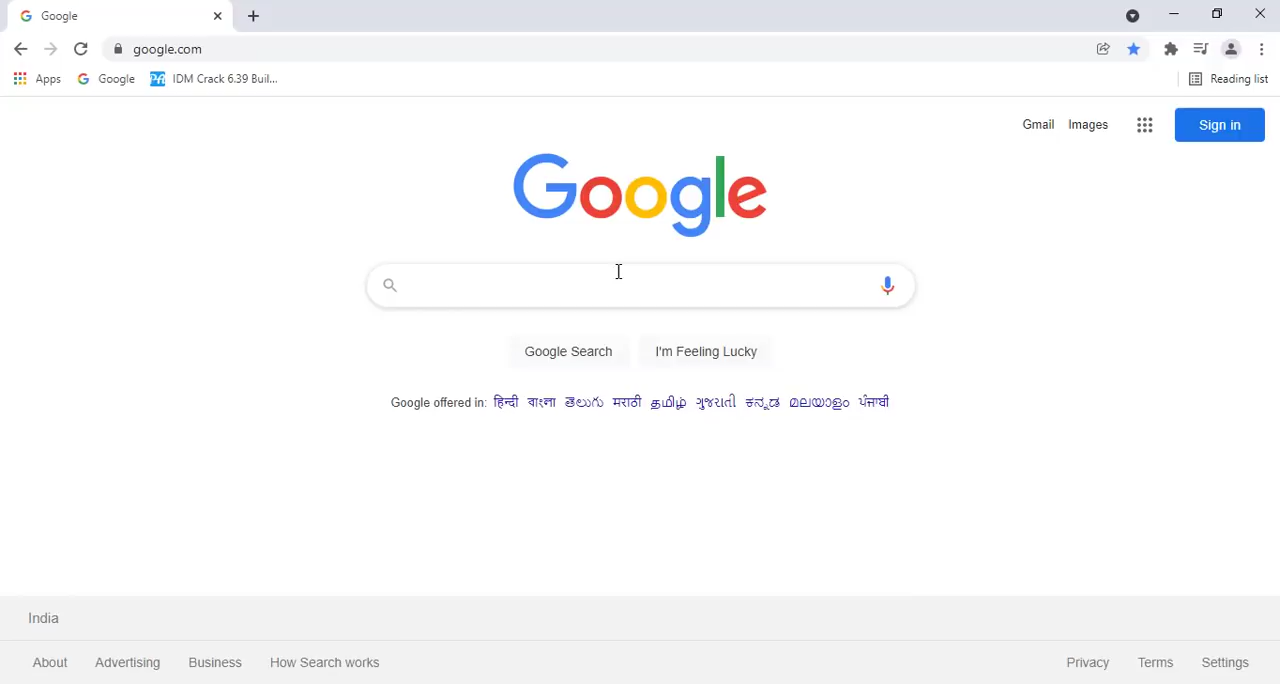 Google
google.com
Apps Google IDM Crack 6.39 Buil... Reading list
Gmail Images Sign in
Google
Google Search I'm Feeling Lucky
Google offered in: हिन्दी বাংলা తెలుగు मराठी தமிழ் ગુજરાતી ಕನ್ನಡ മലയാളം ਪੰਜਾਬੀ
India
About Advertising Business How Search works Privacy Terms Settings